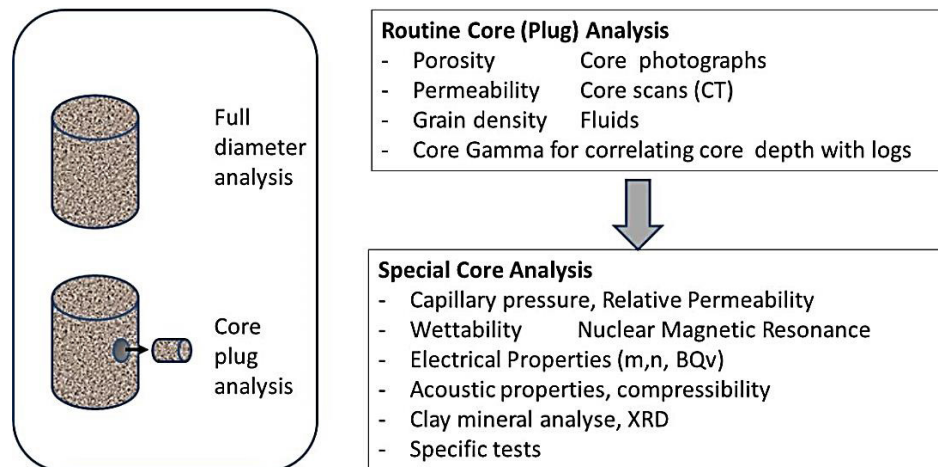 Full
diameter
analysis
Core
plug
analysis
Routine Core (Plug) Analysis
- Porosity Core photographs
- Permeability Core scans (CT)
- Grain density Fluids
- Core Gamma for correlating core depth with logs
Special Core Analysis
- Capillary pressure, Relative Permeability
- Wettability Nuclear Magnetic Resonance
- Electrical Properties (m,n, BQv)
- Acoustic properties, compressibility
- Clay mineral analyse, XRD
- Specific tests